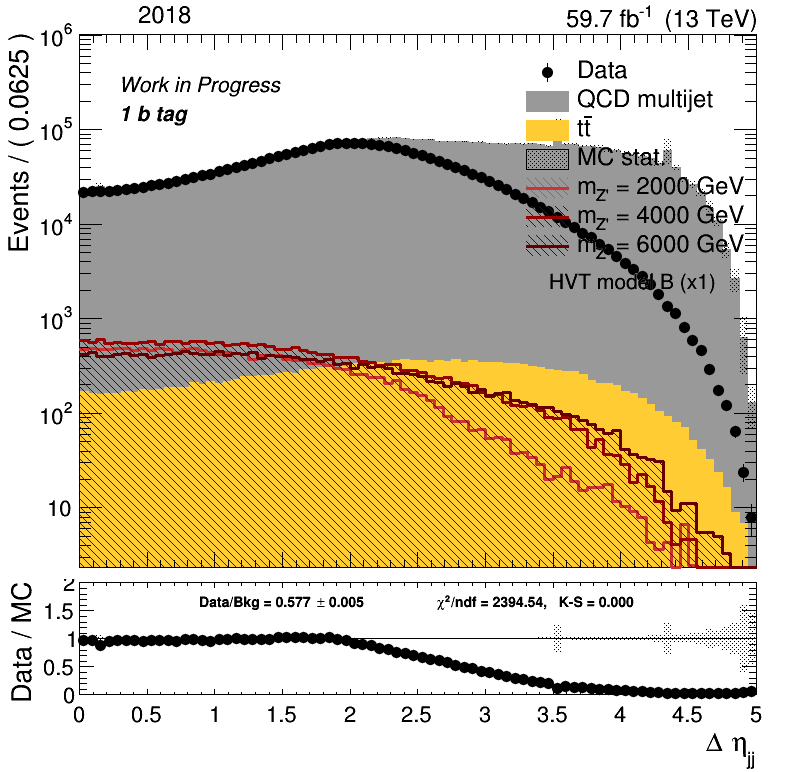 2018 59.7 fb⁻¹ (13 TeV)
Events / ( 0.0625 )
10⁶
10⁵
10⁴
10³
10²
10
Work in Progress
1 b tag
Data
QCD multijet
tt̄
MC stat.
m_Z' = 2000 GeV
m_Z' = 4000 GeV
m_Z' = 6000 GeV
HVT model B (x1)
Data / MC
2
1.5
1
0.5
0
Data/Bkg = 0.577 ± 0.005 χ²/ndf = 2394.54, K-S = 0.000
0 0.5 1 1.5 2 2.5 3 3.5 4 4.5 5
Δ η_jj